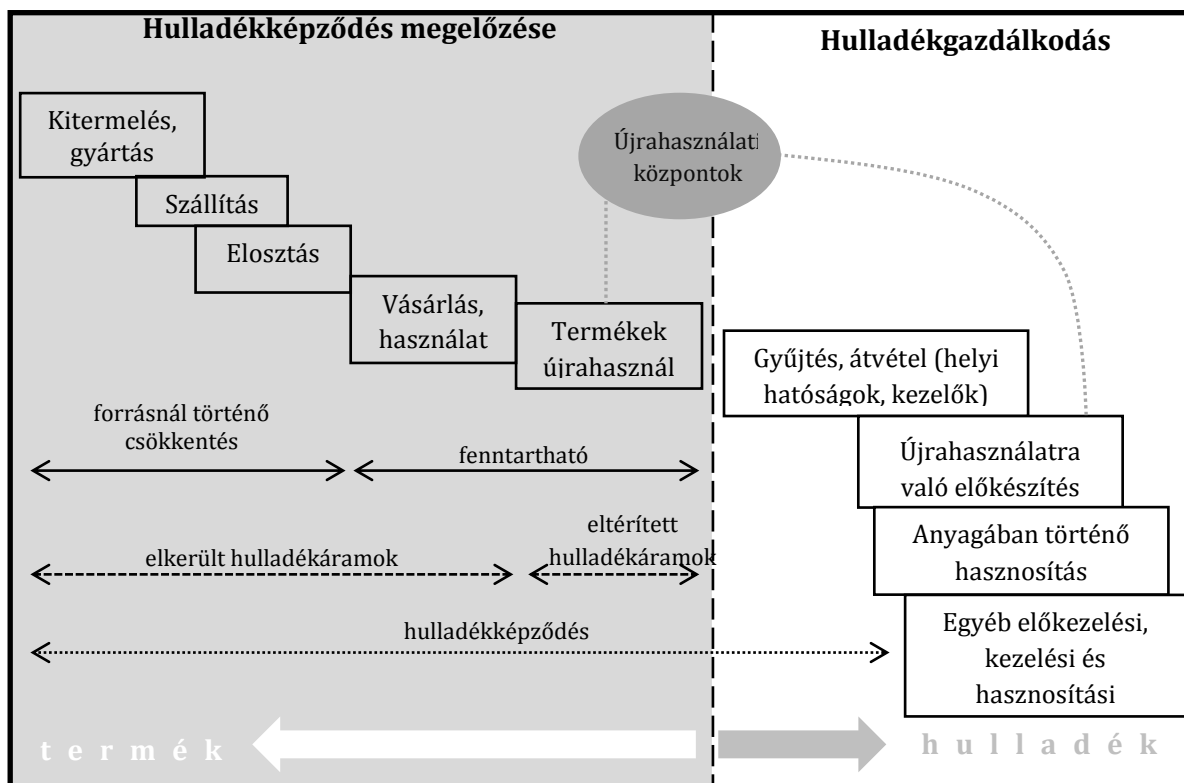 Hulladékképződés megelőzése
Hulladékgazdálkodás
Kitermelés,
gyártás
Szállítás
Elosztás
Vásárlás,
használat
Termékek
újrahasznál
Újrahasználati
központok
Gyűjtés, átvétel (helyi
hatóságok, kezelők)
Újrahasználatra
való előkészítés
Anyagában történő
hasznosítás
Egyéb előkezelési,
kezelési és
hasznosítási
forrásnál történő
csökkentés
fenntartható
elkerült hulladékáramok
eltérített
hulladékáramok
hulladékképződés
termék
hulladék